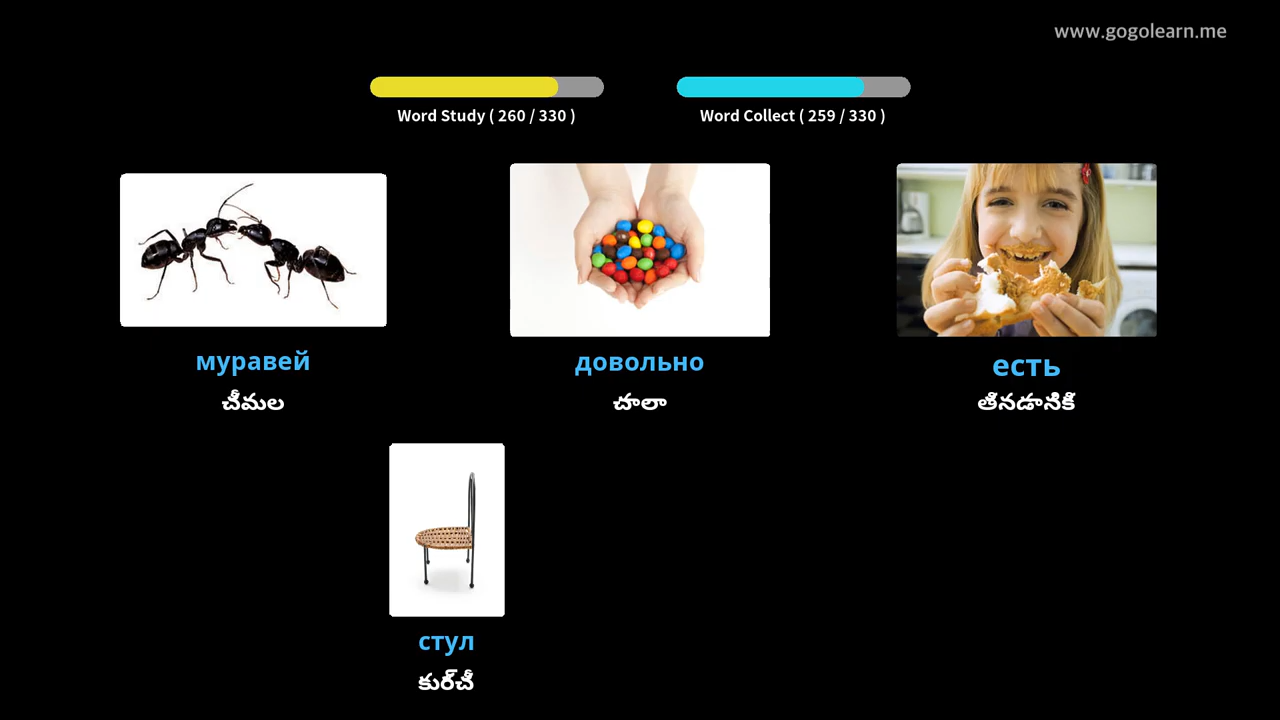 www.gogolearn.me
Word Study ( 260 / 330 )
Word Collect ( 259 / 330 )
муравей
చీమల
довольно
చాలా
есть
తినడానికి
стул
కుర్చీ